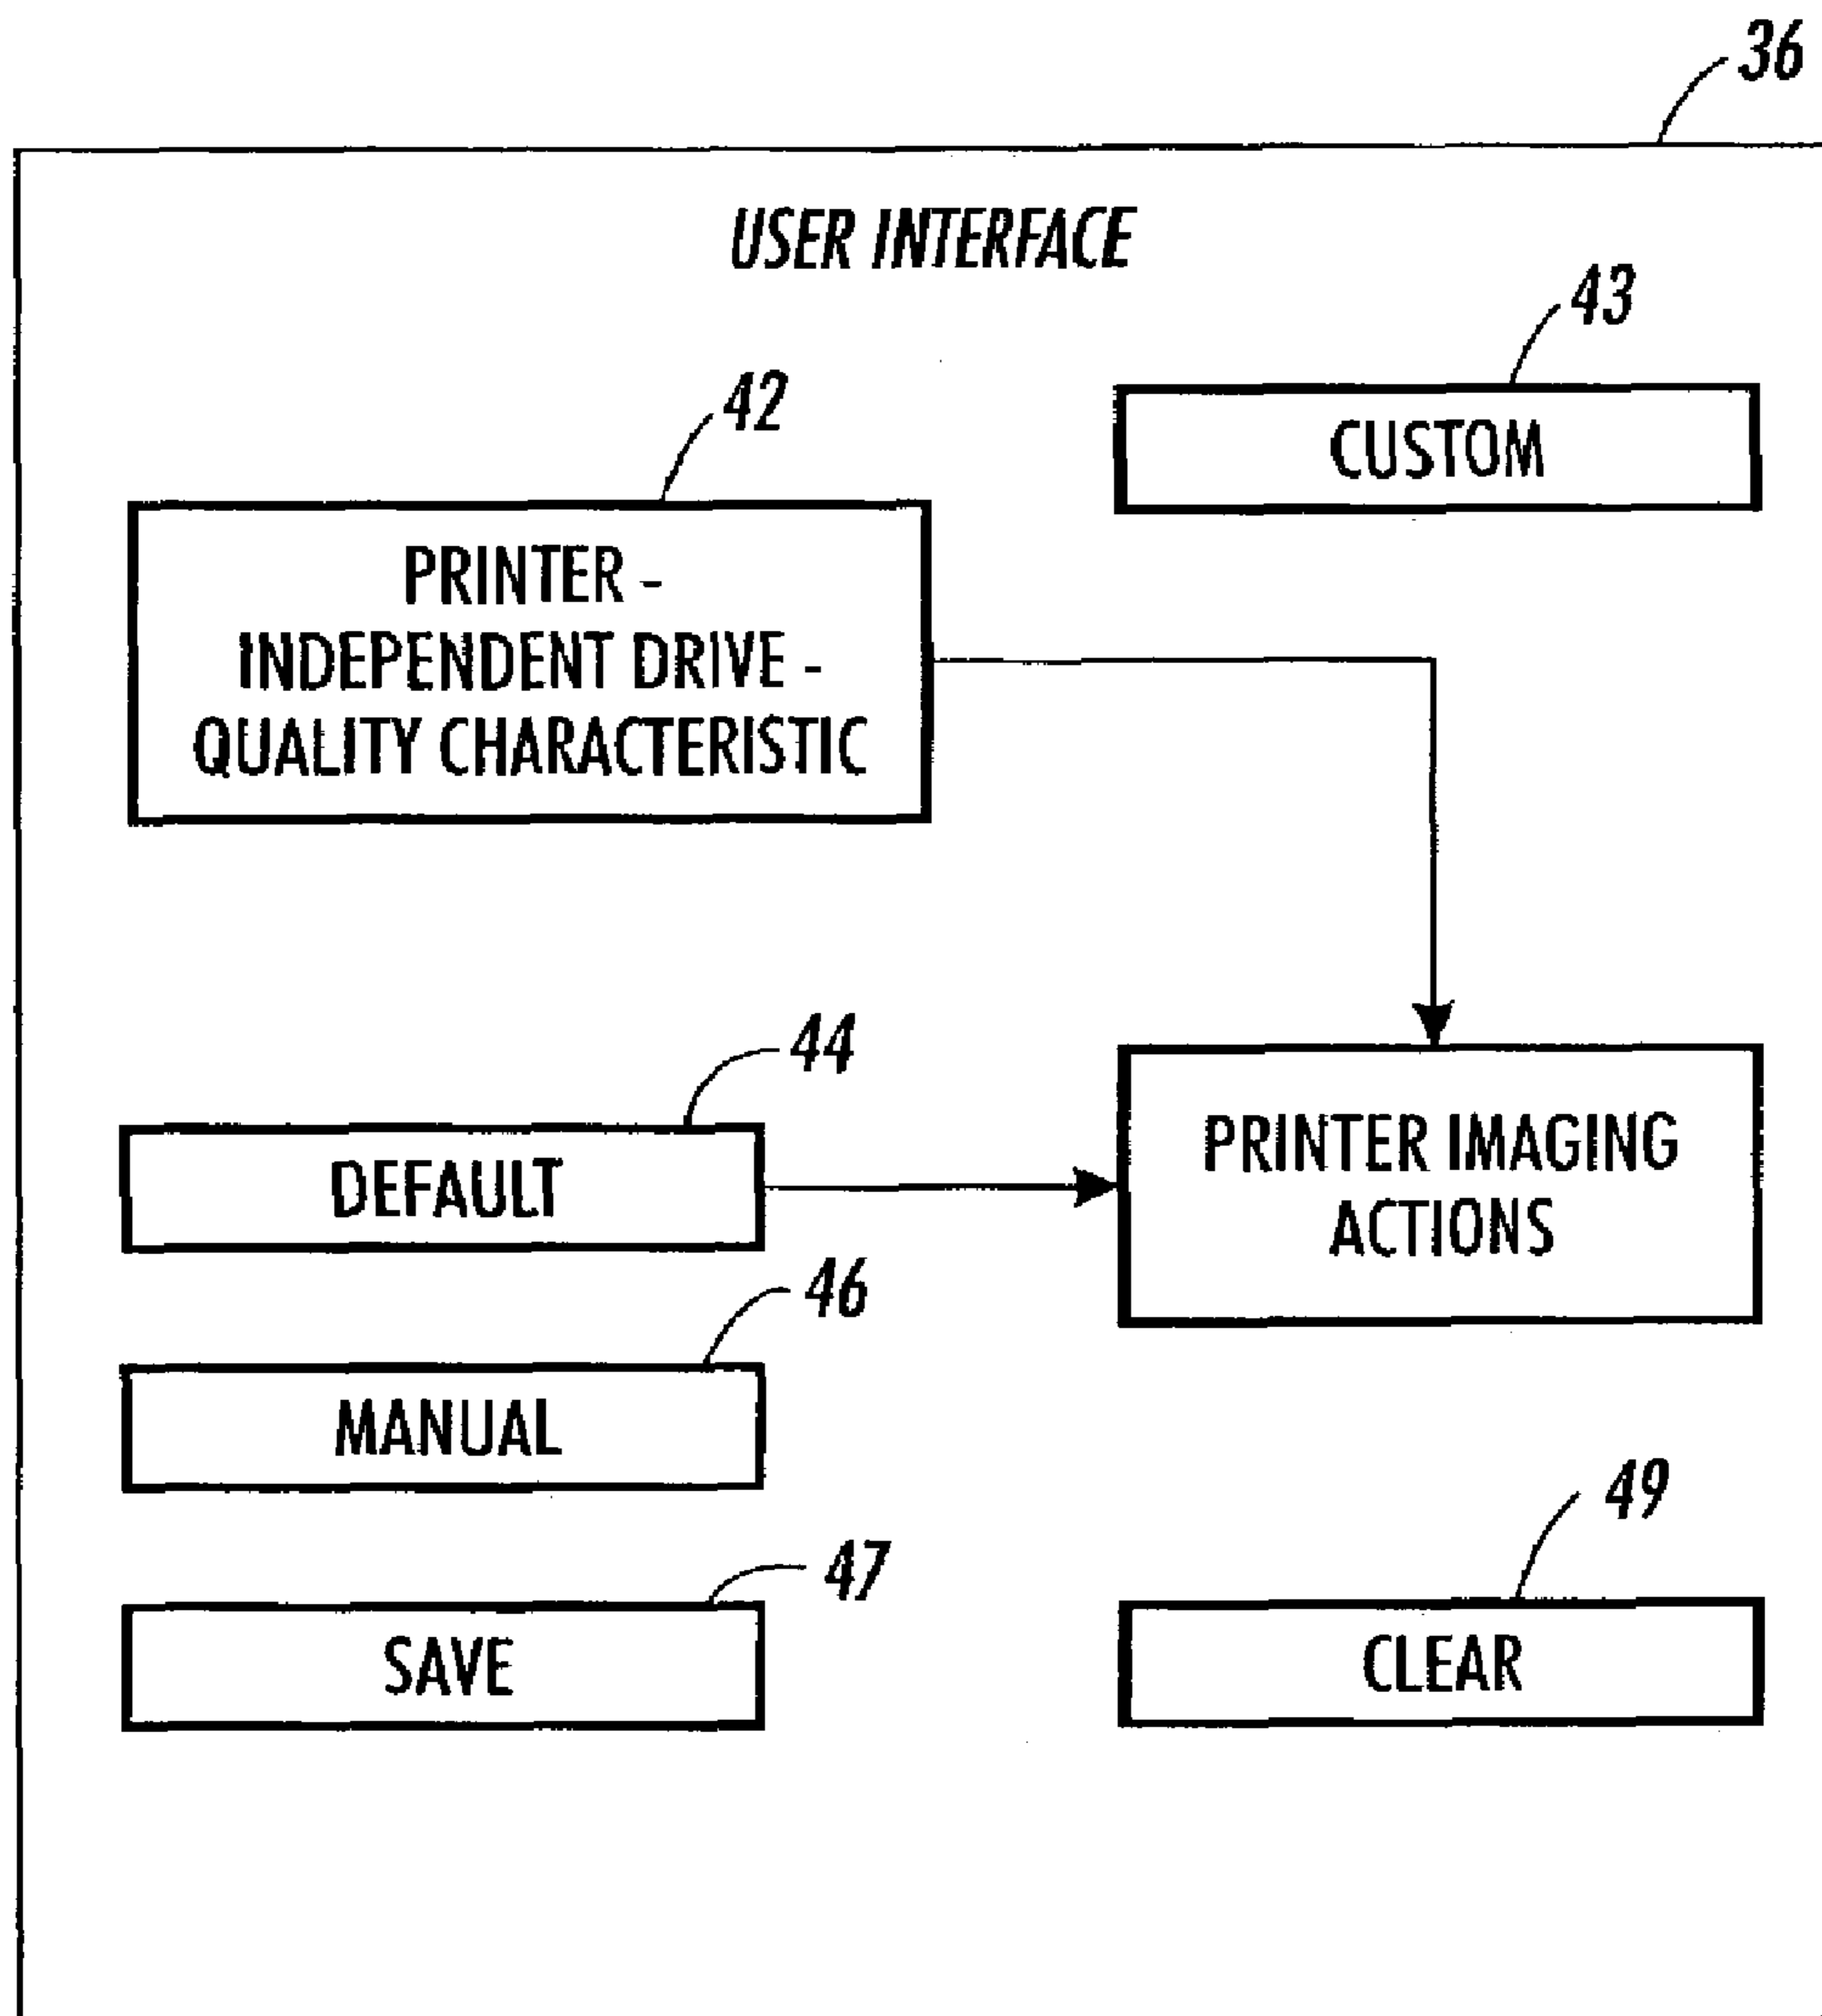 36
USER INTERFACE
43
CUSTOM
42
PRINTER -
INDEPENDENT DRIVE -
QUALITY CHARACTERISTIC
44
DEFAULT
PRINTER IMAGING
ACTIONS
46
MANUAL
47
SAVE
49
CLEAR